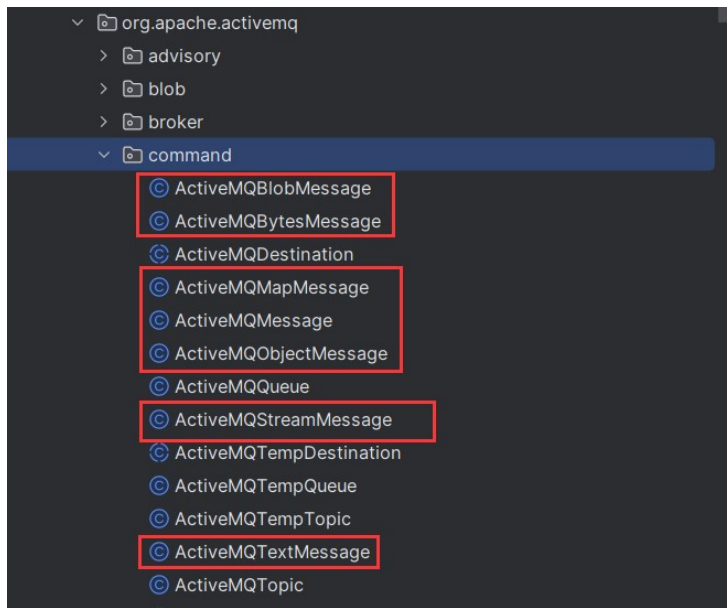 org.apache.activemq
advisory
blob
broker
command
ActiveMQBlobMessage
ActiveMQBytesMessage
ActiveMQDestination
ActiveMQMapMessage
ActiveMQMessage
ActiveMQObjectMessage
ActiveMQQueue
ActiveMQStreamMessage
ActiveMQTempDestination
ActiveMQTempQueue
ActiveMQTempTopic
ActiveMQTextMessage
ActiveMQTopic